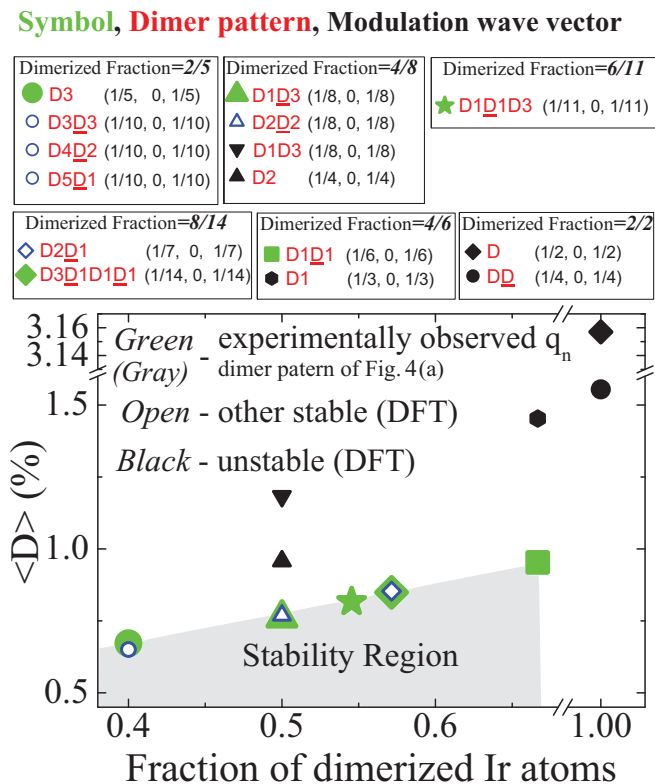 Symbol, Dimer pattern, Modulation wave vector
Dimerized Fraction=2/5
D3 (1/5, 0, 1/5)
D3D3 (1/10, 0, 1/10)
D4D2 (1/10, 0, 1/10)
D5D1 (1/10, 0, 1/10)
Dimerized Fraction=4/8
D1D3 (1/8, 0, 1/8)
D2D2 (1/8, 0, 1/8)
D1D3 (1/8, 0, 1/8)
D2 (1/4, 0, 1/4)
Dimerized Fraction=6/11
D1D1D3 (1/11, 0, 1/11)
Dimerized Fraction=8/14
D2D1 (1/7, 0, 1/7)
D3D1D1D1 (1/14, 0, 1/14)
Dimerized Fraction=4/6
D1D1 (1/6, 0, 1/6)
D1 (1/3, 0, 1/3)
Dimerized Fraction=2/2
D (1/2, 0, 1/2)
DD (1/4, 0, 1/4)
Green - experimentally observed qn
(Gray) dimer patern of Fig. 4(a)
Open - other stable (DFT)
Black - unstable (DFT)
Stability Region
3.16
3.14
1.5
1.0
0.5
<D> (%)
0.4 0.5 0.6 1.00
Fraction of dimerized Ir atoms